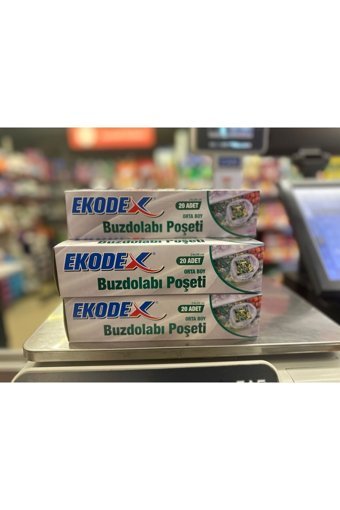 EKODEX
20 ADET
ORTA BOY
Buzdolabı Poşeti
EKODEX
20 ADET
ORTA BOY
Buzdolabı Poşeti
EKODEX
20 ADET
ORTA BOY
Buzdolabı Poşeti